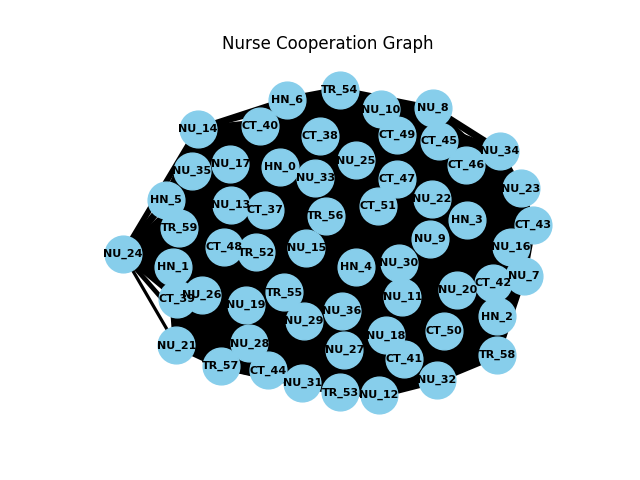 Nurse Cooperation Graph
TR_54
HN_6
NU_10
NU_8
NU_14
CT_40
CT_38
CT_49
CT_45
NU_34
NU_35
NU_17
HN_0
NU_33
NU_25
CT_47
CT_46
NU_23
HN_5
NU_13
CT_37
TR_56
CT_51
NU_22
HN_3
CT_43
TR_59
NU_24
CT_48
TR_52
NU_15
NU_9
NU_16
HN_1
HN_4
NU_30
NU_7
CT_39
NU_26
NU_19
TR_55
NU_11
NU_20
CT_42
NU_29
NU_36
HN_2
NU_21
NU_28
NU_27
NU_18
CT_50
TR_57
CT_44
NU_31
TR_53
NU_12
CT_41
NU_32
TR_58